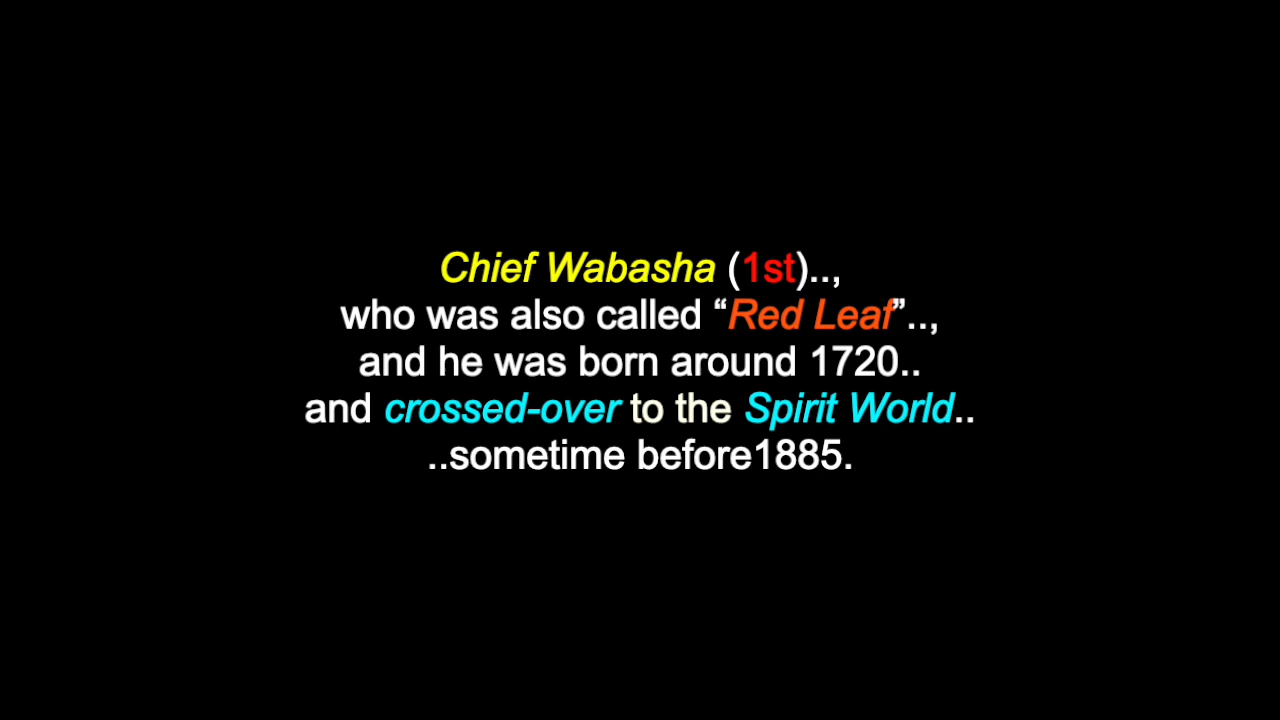 Chief Wabasha (1st)..,
who was also called “Red Leaf”..,
and he was born around 1720..
and crossed-over to the Spirit World..
..sometime before1885.